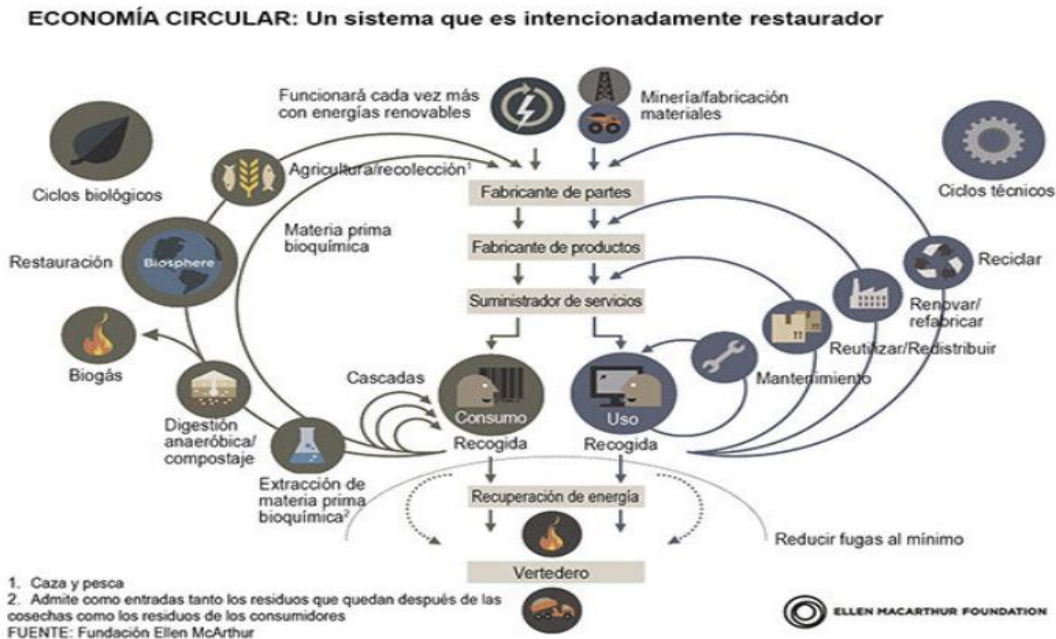 ECONOMÍA CIRCULAR: Un sistema que es intencionadamente restaurador
Funcionará cada vez más
con energías renovables
Minería/fabricación
materiales
Ciclos biológicos
Agricultura/recolección¹
Ciclos técnicos
Fabricante de partes
Materia prima
bioquímica
Fabricante de productos
Restauración
Biosphere
Reciclar
Suministrador de servicios
Renovar/
refabricar
Reutilizar/Redistribuir
Biogás
Cascadas
Mantenimiento
Consumo
Uso
Digestión
anaeróbica/
compostaje
Recogida
Recogida
Extracción de
materia prima
bioquímica²
Recuperación de energía
Reducir fugas al mínimo
Vertedero
1. Caza y pesca
2. Admite como entradas tanto los residuos que quedan después de las
cosechas como los residuos de los consumidores
FUENTE: Fundación Ellen McArthur
ELLEN MACARTHUR FOUNDATION